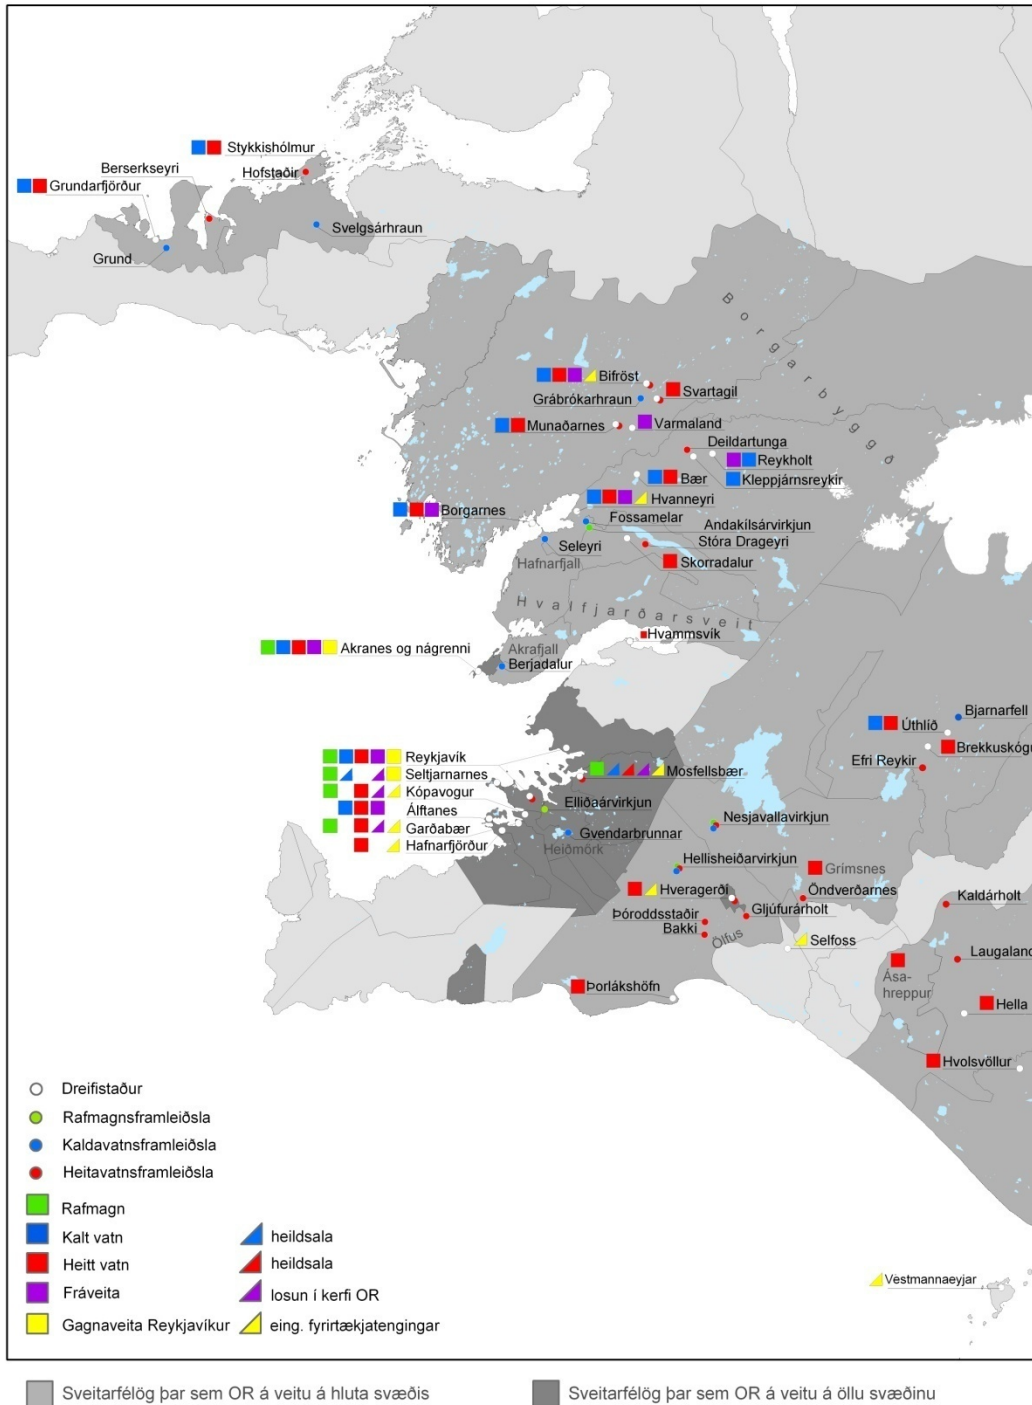 Stykkishólmur
Berserkseyri
Hofstaðir
Grundarfjörður
Svelgsárhraun
Grund
Borgarbyggð
Bifröst
Svartagil
Grábrókarhraun
Munaðarnes
Varmaland
Deildartunga
Reykholt
Bær
Kleppjárnsreykir
Hvanneyri
Borgarnes
Fossamelar
Andakílsárvirkjun
Seleyri
Stóra Drageyri
Hafnarfjall
Skorradalur
Hvalfjarðarsveit
Hvammsvík
Akranes og nágrenni
Akrafjall
Berjadalur
Bjarnarfell
Úthlíð
Brekkuskógu
Efri Reykir
Reykjavík
Seltjarnarnes
Mosfellsbær
Kópavogur
Álftanes
Elliðaárvirkjun
Garðabær
Gvendarbrunnar
Nesjavallavirkjun
Hafnarfjörður
Heiðmörk
Hellisheiðarvirkjun
Grímsnes
Hveragerði
Öndverðarnes
Kaldárholt
Þóroddsstaðir
Gljúfurárholt
Bakki
Ölfus
Selfoss
Laugaland
Ása-
hreppur
Þorlákshöfn
Hella
Hvolsvöllur
Dreifistaður
Rafmagnsframleiðsla
Kaldavatnsframleiðsla
Heitavatnsframleiðsla
Rafmagn
Kalt vatn
heildsala
Heitt vatn
heildsala
Fráveita
losun í kerfi OR
Gagnaveita Reykjavíkur
eing. fyrirtækjatengingar
Vestmannaeyjar
Sveitarfélög þar sem OR á veitu á hluta svæðis
Sveitarfélög þar sem OR á veitu á öllu svæðinu